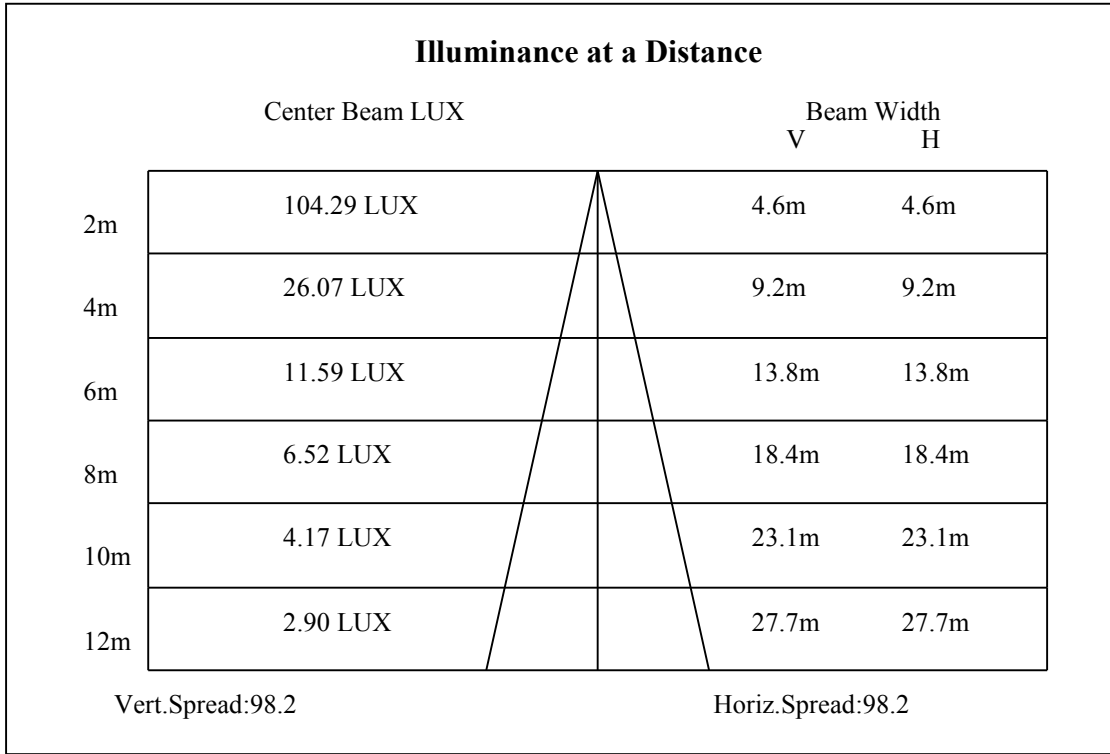 Illuminance at a Distance
Center Beam LUX Beam Width
V H
2m 104.29 LUX 4.6m 4.6m
4m 26.07 LUX 9.2m 9.2m
6m 11.59 LUX 13.8m 13.8m
8m 6.52 LUX 18.4m 18.4m
10m 4.17 LUX 23.1m 23.1m
12m 2.90 LUX 27.7m 27.7m
Vert.Spread:98.2 Horiz.Spread:98.2